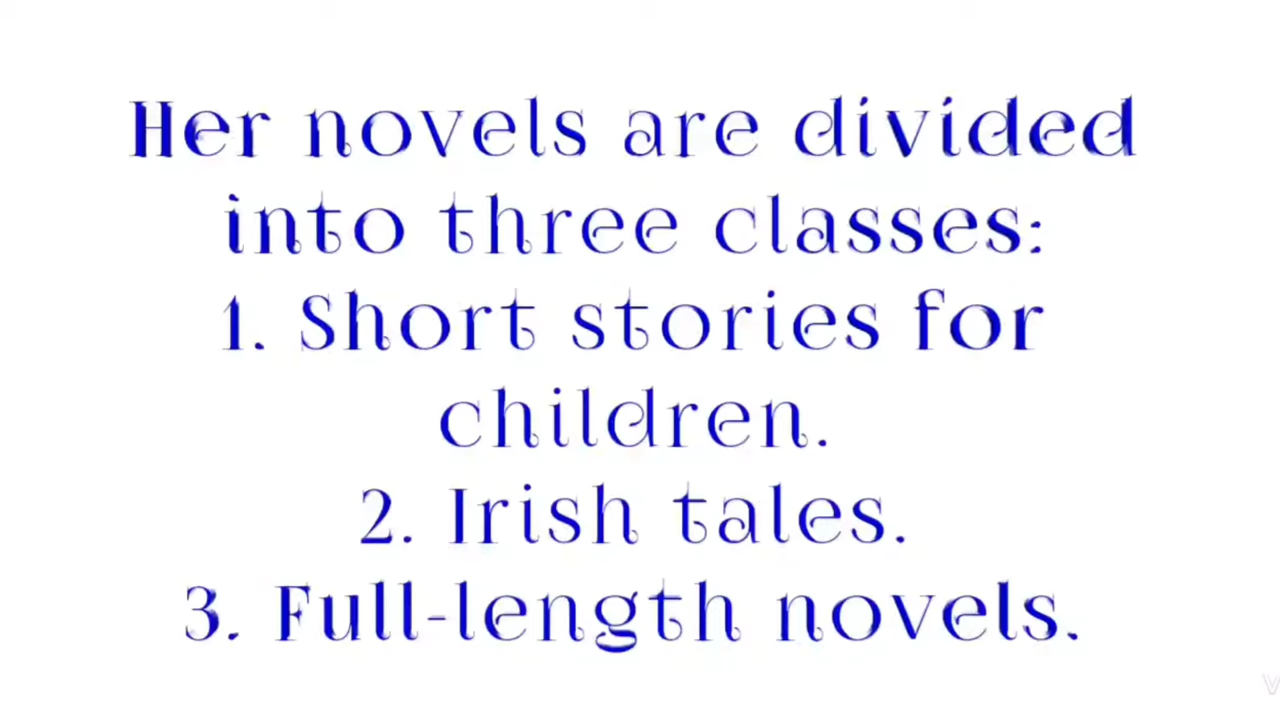 Her novels are divided
into three classes:
1. Short stories for
children.
2. Irish tales.
3. Full-length novels.